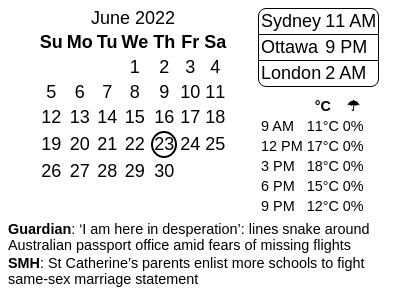 June 2022
Su Mo Tu We Th Fr Sa
1 2 3 4
5 6 7 8 9 10 11
12 13 14 15 16 17 18
19 20 21 22 23 24 25
26 27 28 29 30
Sydney 11 AM
Ottawa 9 PM
London 2 AM
°C ☂
9 AM 11°C 0%
12 PM 17°C 0%
3 PM 18°C 0%
6 PM 15°C 0%
9 PM 12°C 0%
Guardian: ‘I am here in desperation’: lines snake around
Australian passport office amid fears of missing flights
SMH: St Catherine’s parents enlist more schools to fight
same-sex marriage statement